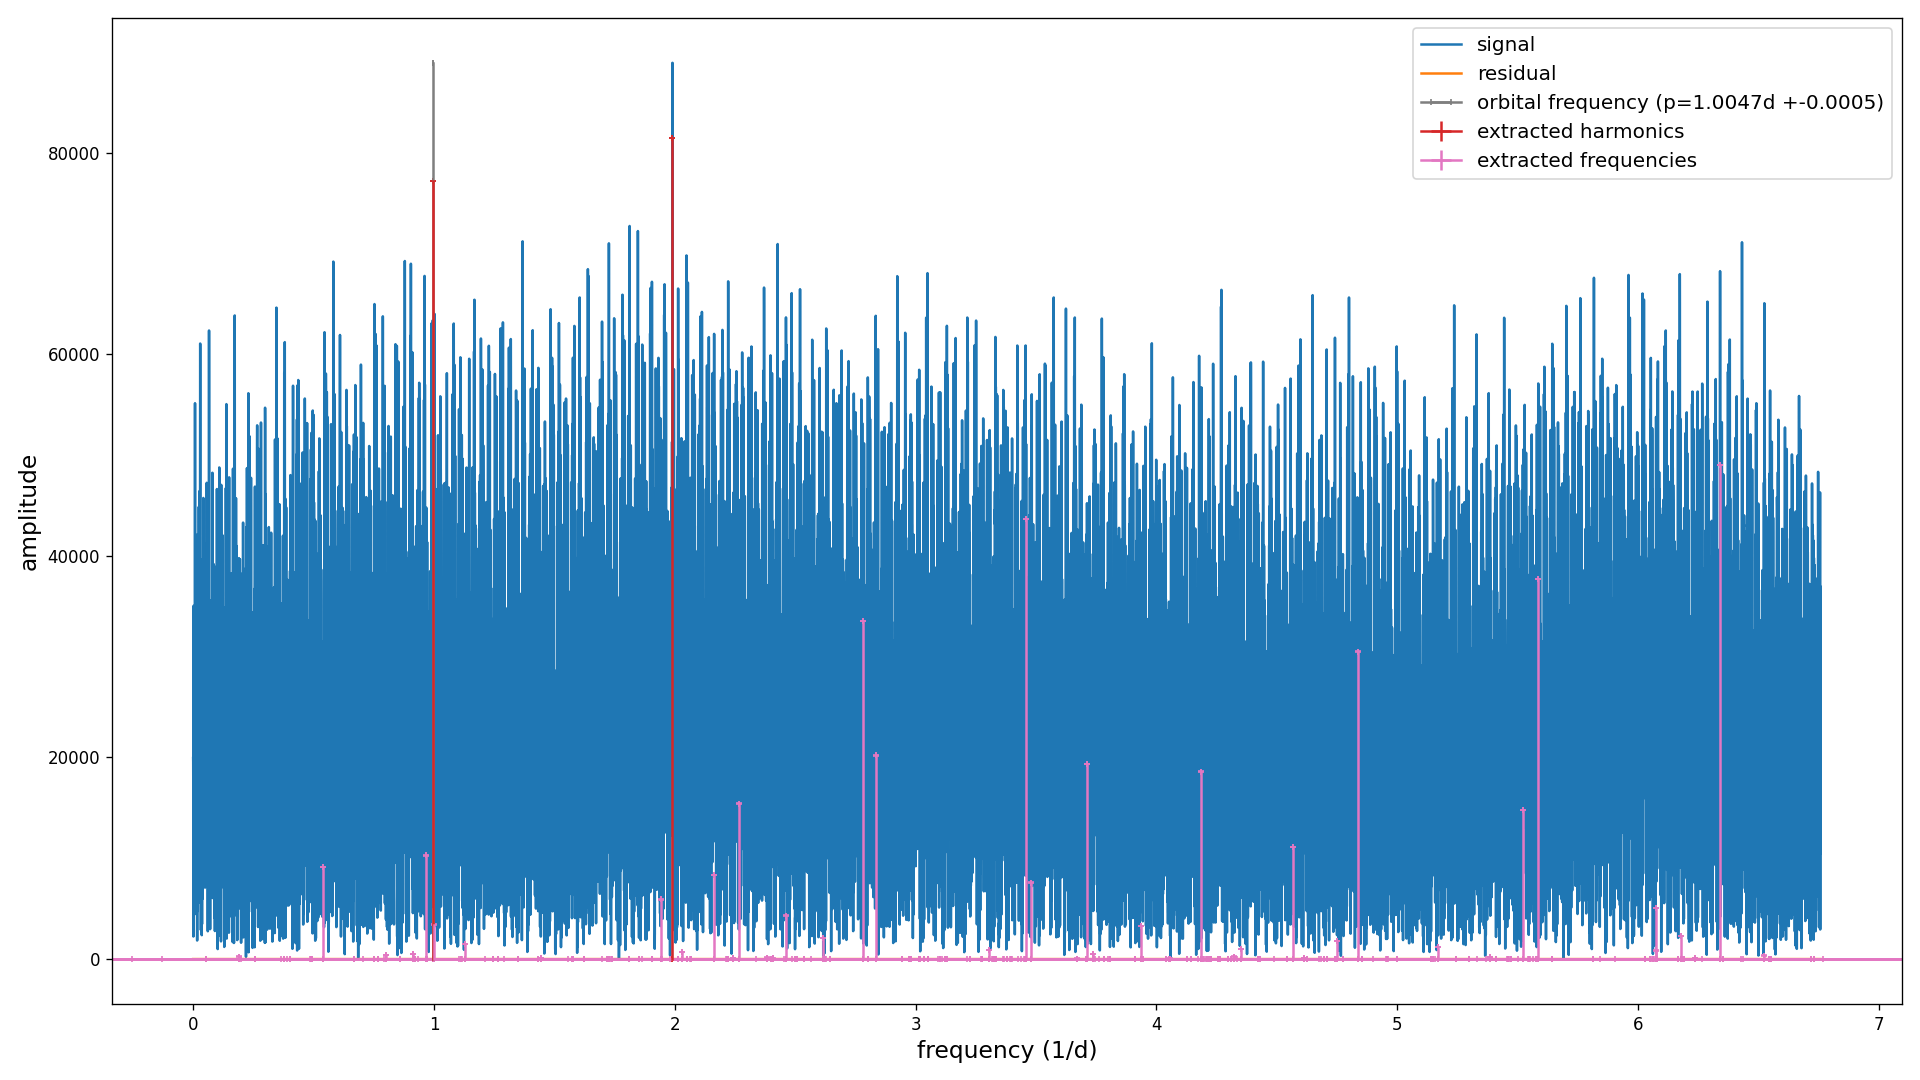 signal
residual
orbital frequency (p=1.0047d +-0.0005)
extracted harmonics
extracted frequencies
80000
60000
40000
20000
0
amplitude
0 1 2 3 4 5 6 7
frequency (1/d)